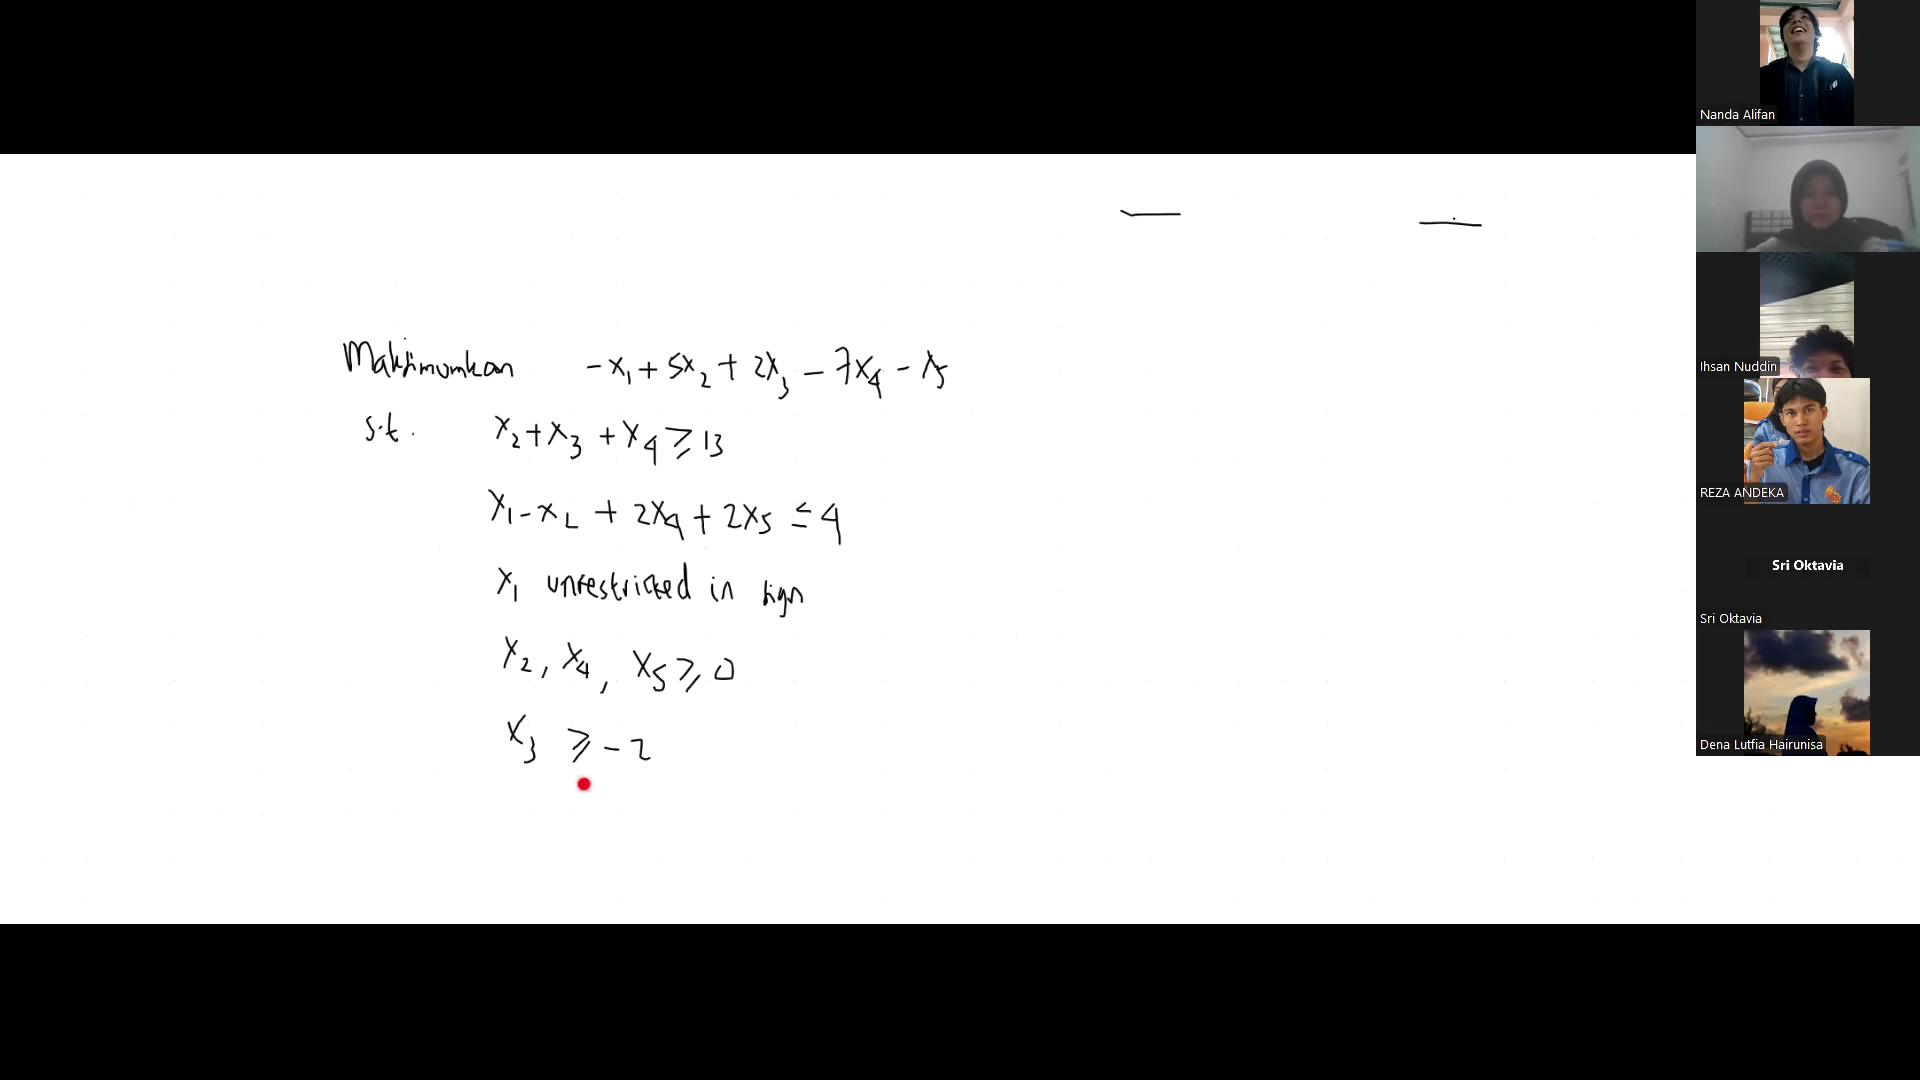 Maksimumkan -x₁ + 5x₂ + 2x₃ - 7x₄ - x₅
s.t. x₂ + x₃ + x₄ ≥ 13
x₁ - x₂ + 2x₄ + 2x₅ ≤ 4
x₁ unrestricted in sign
x₂, x₄, x₅ ≥ 0
x₃ ≥ -2
Nanda Alifan
Ihsan Nuddin
REZA ANDEKA
Sri Oktavia
Sri Oktavia
Dena Lutfia Hairunisa